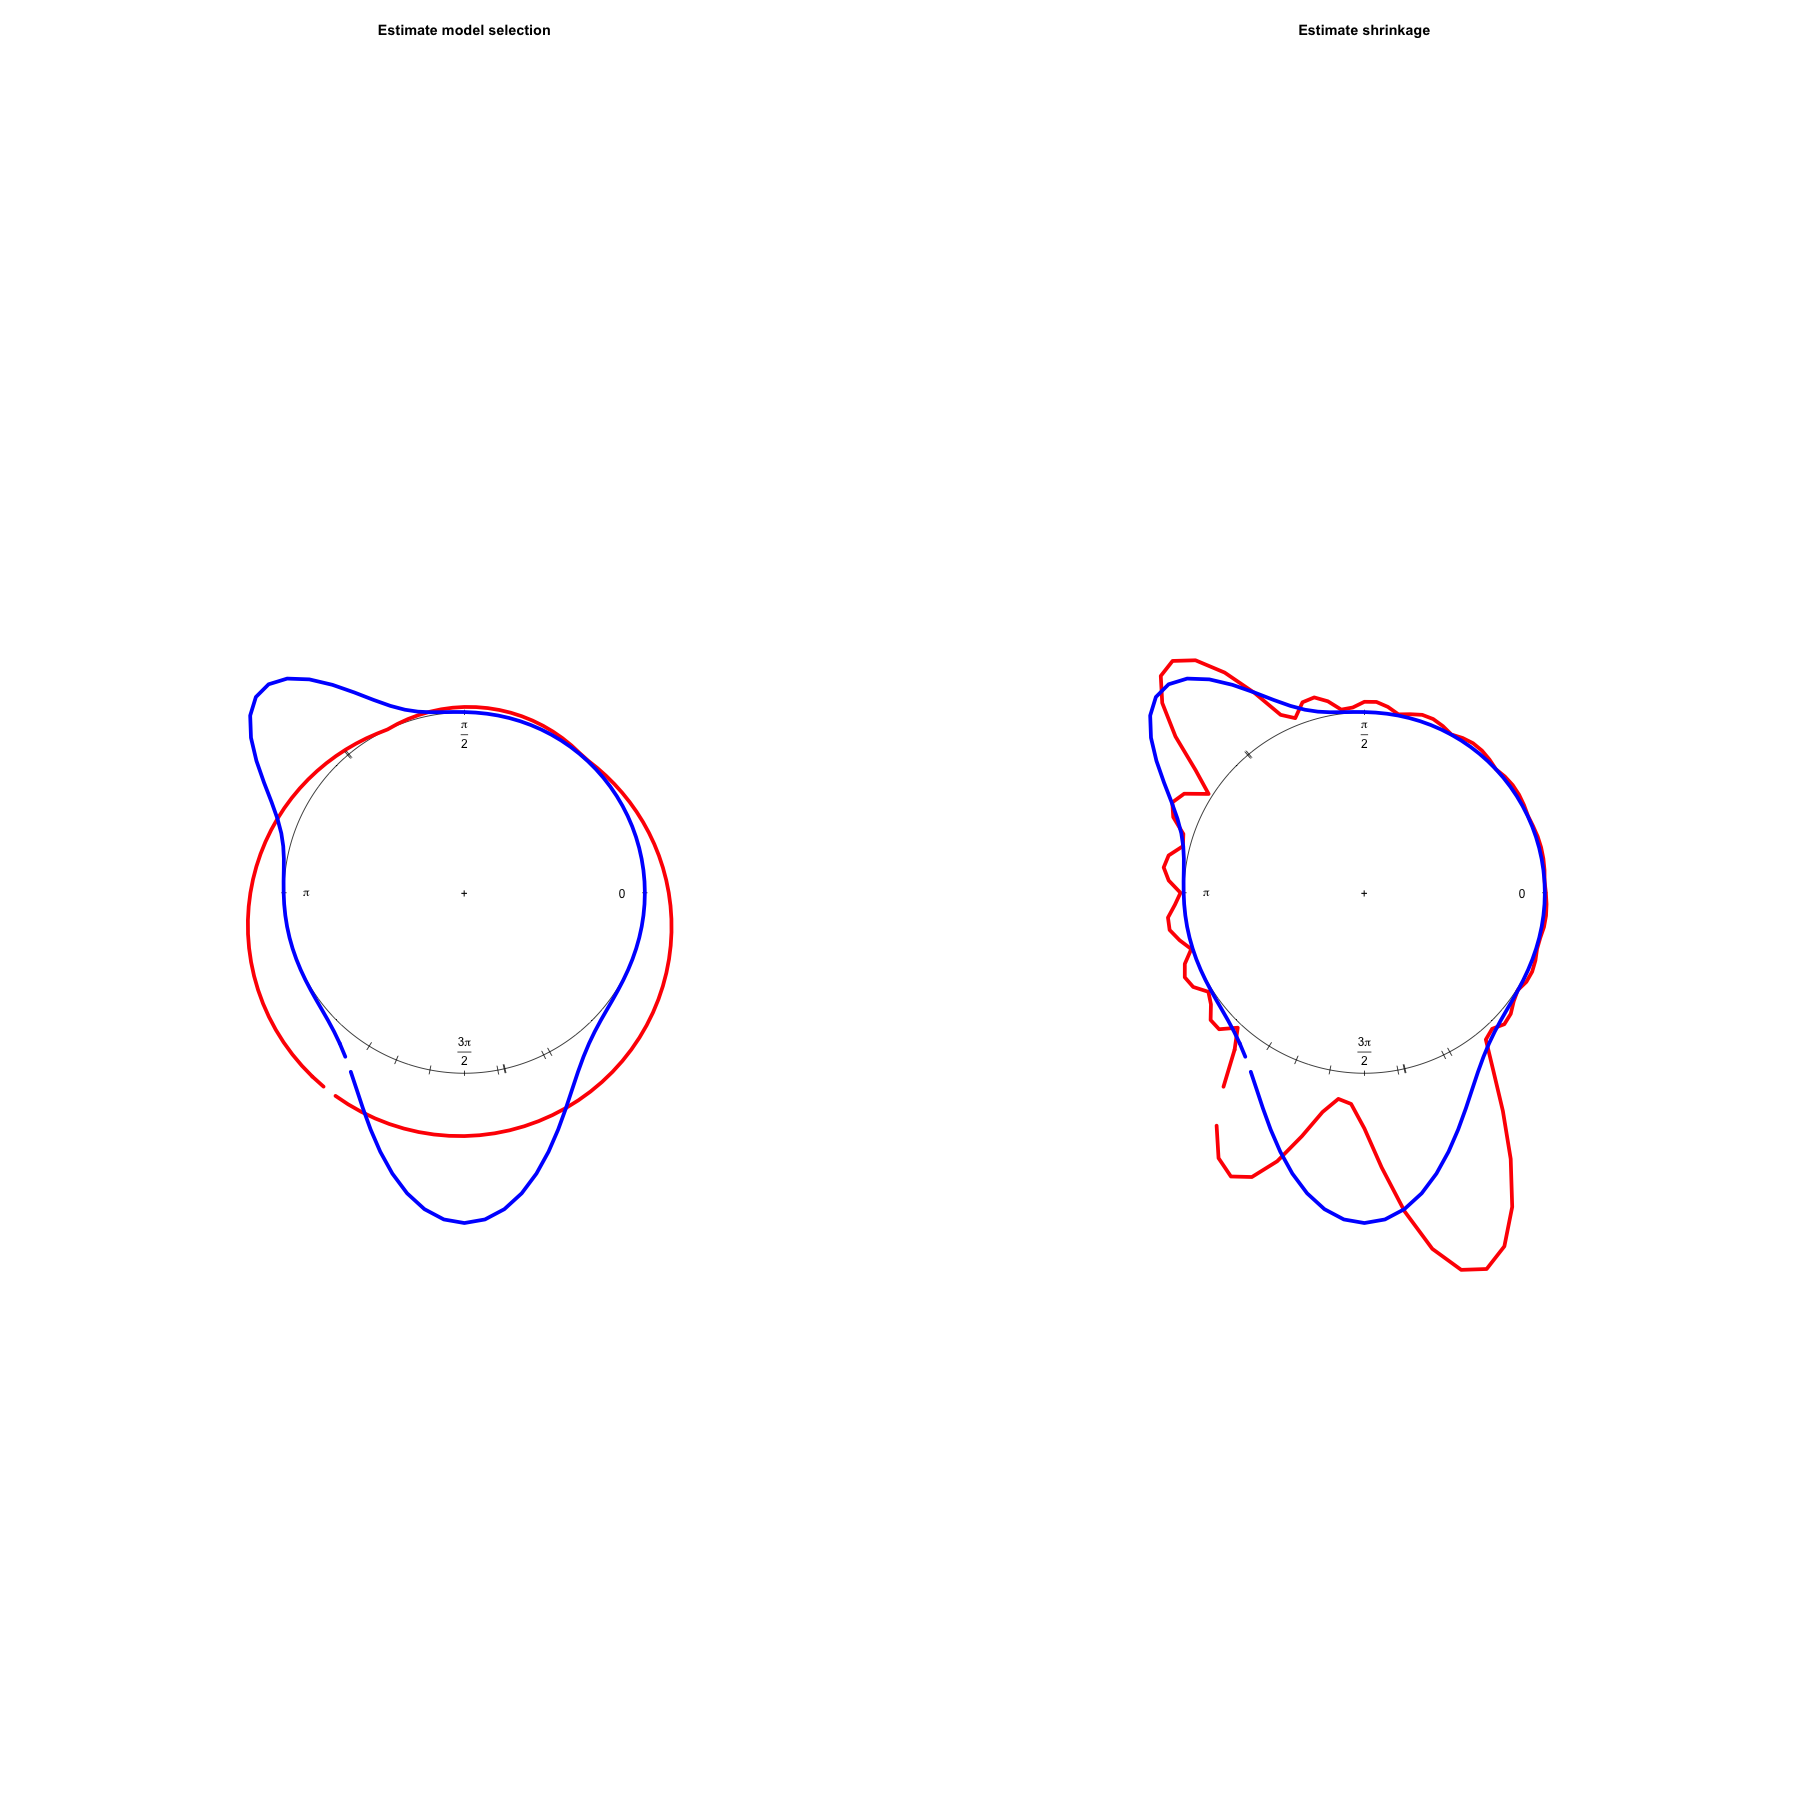 Estimate model selection
Estimate shrinkage
π
2
π
+
0
3π
2
π
2
π
+
0
3π
2